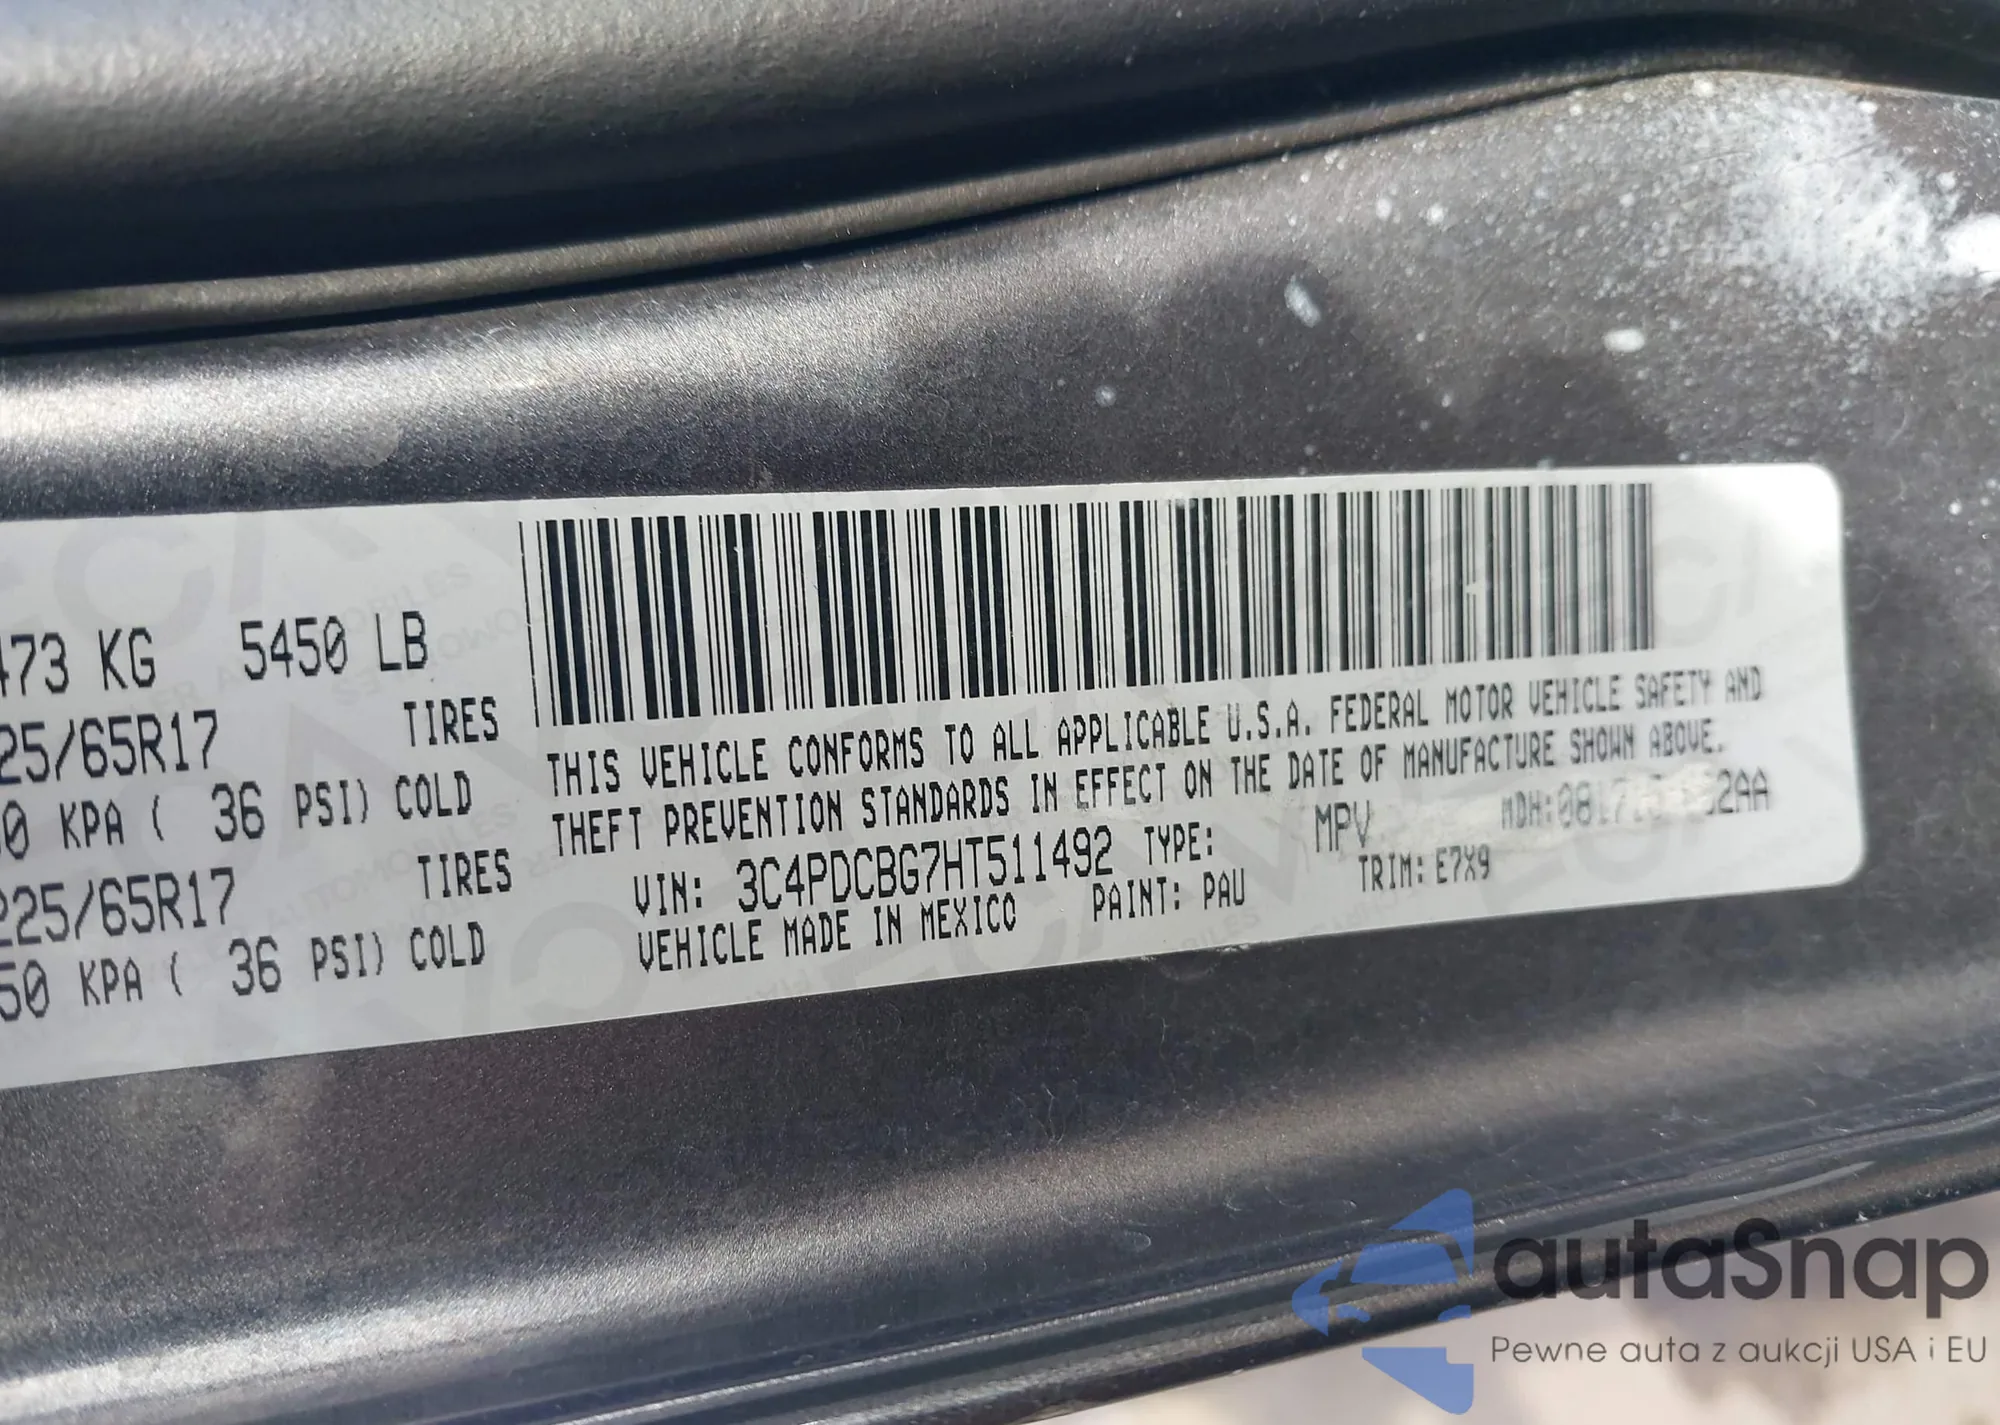 473 KG 5450 LB
25/65R17 TIRES
50 KPA ( 36 PSI) COLD
225/65R17 TIRES
50 KPA ( 36 PSI) COLD
THIS VEHICLE CONFORMS TO ALL APPLICABLE U.S.A. FEDERAL MOTOR VEHICLE SAFETY AND
THEFT PREVENTION STANDARDS IN EFFECT ON THE DATE OF MANUFACTURE SHOWN ABOVE.
VIN: 3C4PDCBG7HT511492 TYPE: MPV MDH:
VEHICLE MADE IN MEXICO PAINT: PAU TRIM: E7X9
autaSnap
Pewne auta z aukcji USA i EU